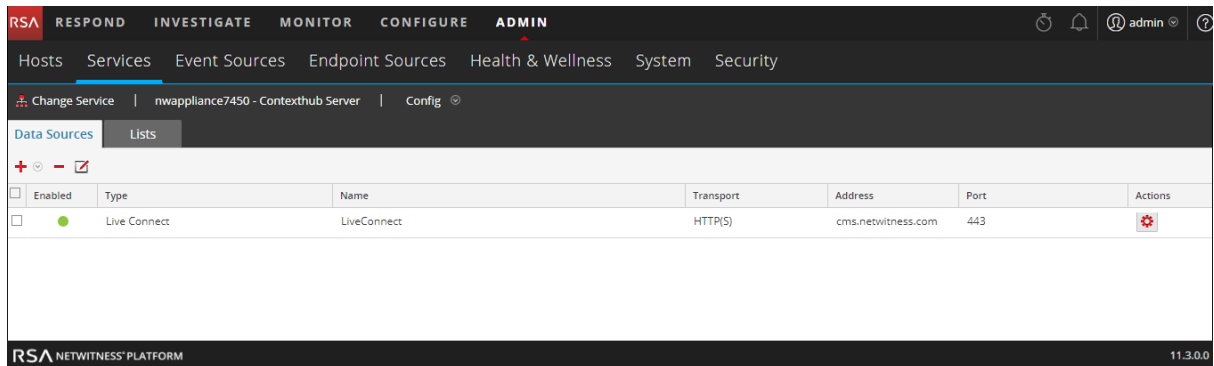 RSA RESPOND INVESTIGATE MONITOR CONFIGURE ADMIN admin ?
Hosts Services Event Sources Endpoint Sources Health & Wellness System Security
Change Service | nwappliance7450 - Contexthub Server | Config
Data Sources Lists
Enabled Type Name Transport Address Port Actions
Live Connect LiveConnect HTTP(S) cms.netwitness.com 443
RSA NETWITNESS® PLATFORM 11.3.0.0